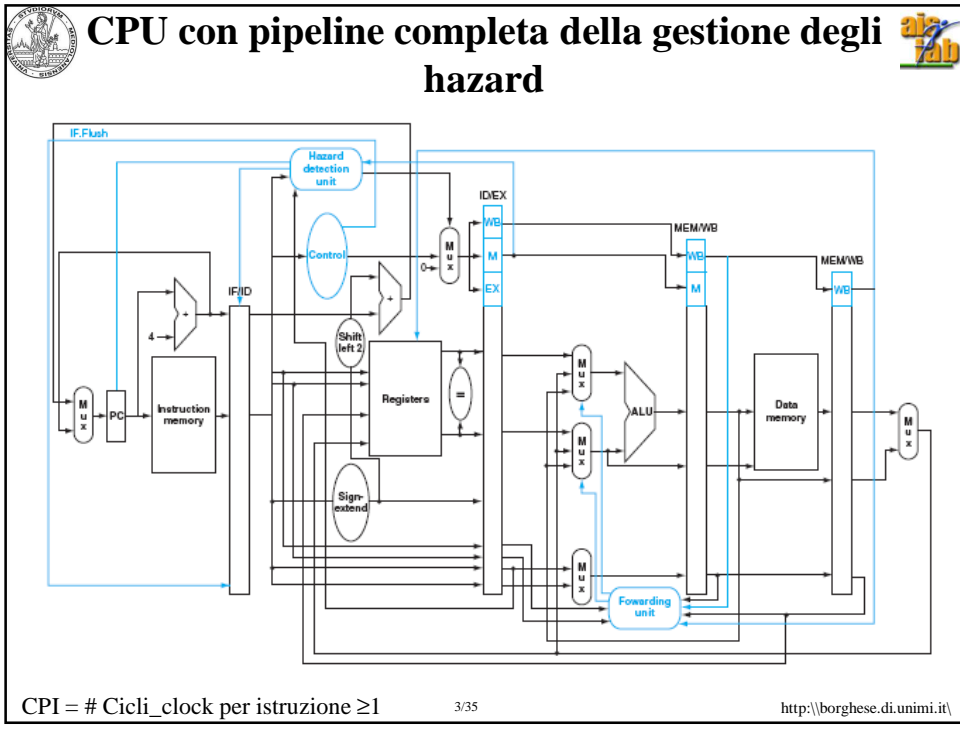 CPU con pipeline completa della gestione degli
hazard
IF.Flush
Hazard
detection
unit
ID/EX
WB
MEM/WB
Control
M
u
x
M
WB
MEM/WB
0
EX
M
WB
IF/ID
+
+
4
Shift
left 2
M
u
x
PC
Instruction
memory
Registers
=
M
u
x
ALU
Data
memory
M
u
x
M
u
x
Sign-
extend
M
u
x
Fowarding
unit
CPI = # Cicli_clock per istruzione ≥1
3/35
http:\\borghese.di.unimi.it\